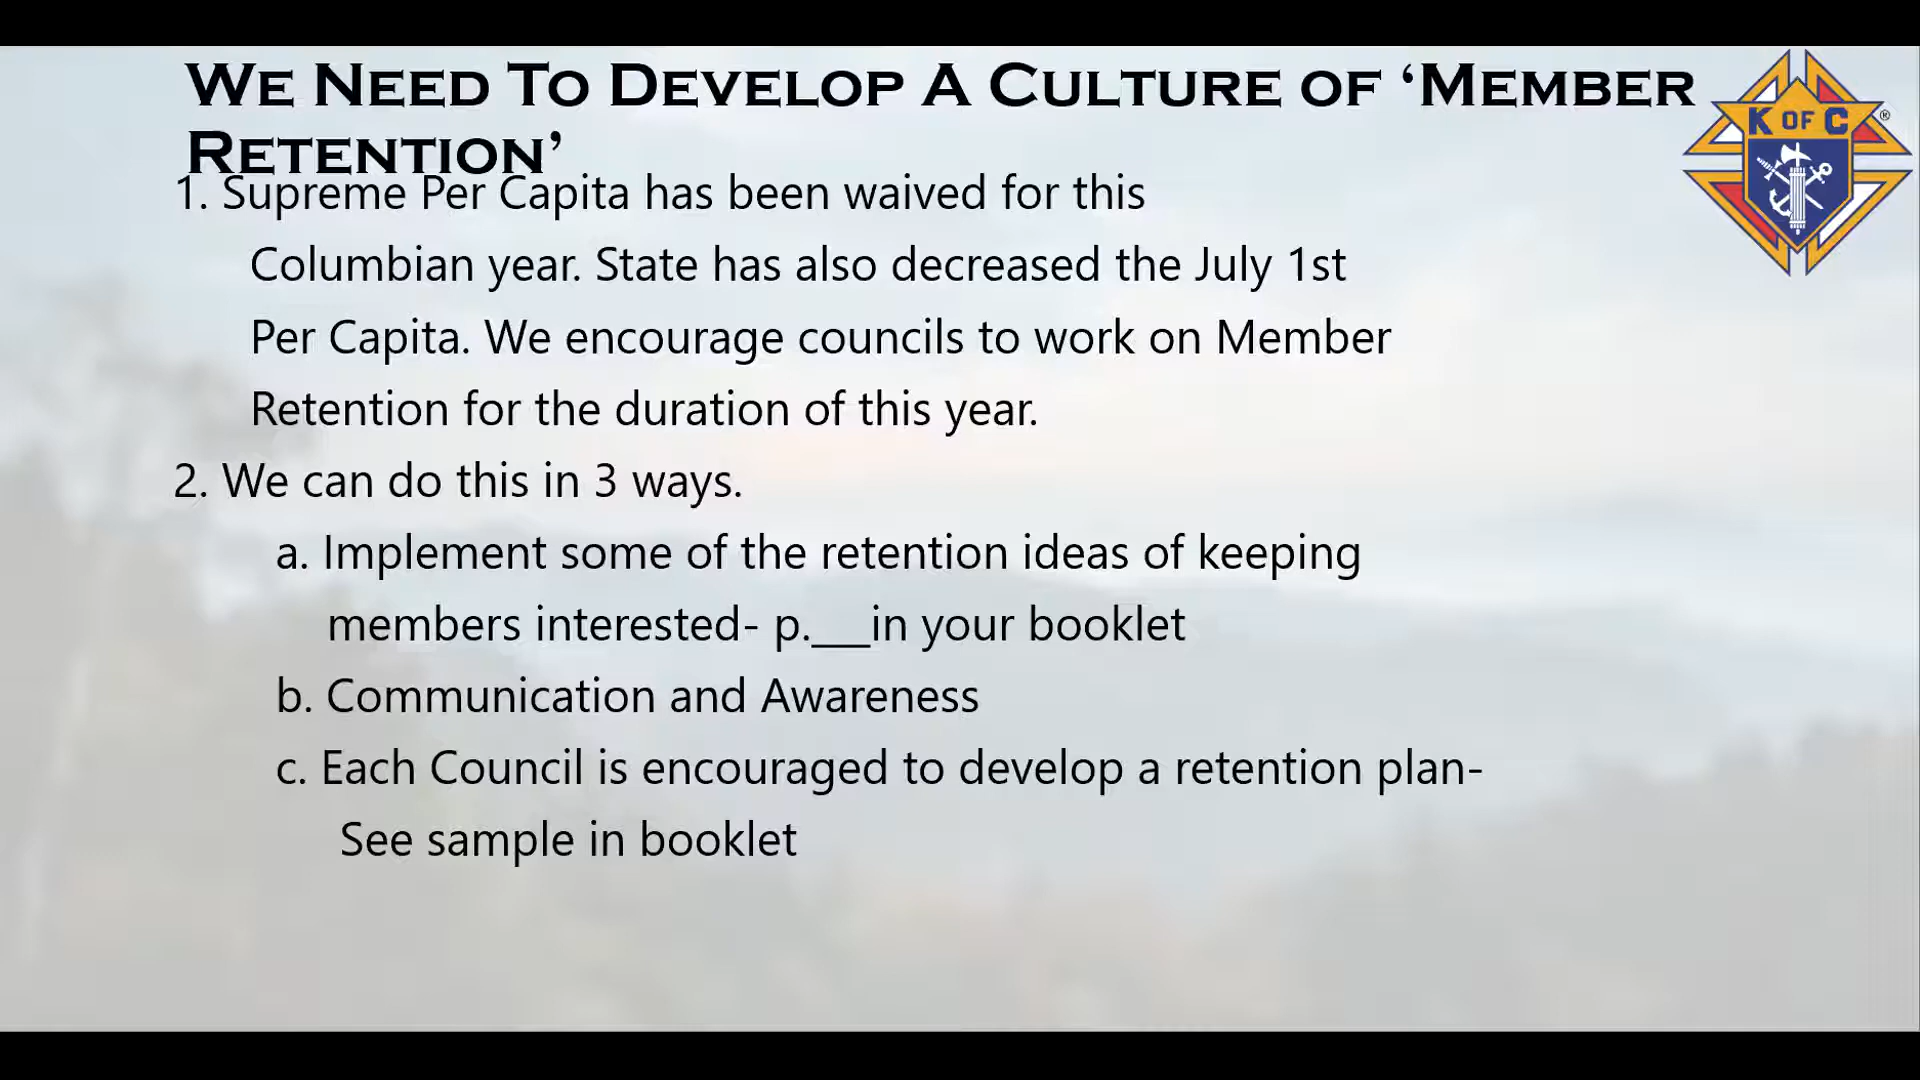 WE NEED TO DEVELOP A CULTURE OF ‘MEMBER
RETENTION’
K OF C ®
1. Supreme Per Capita has been waived for this
Columbian year. State has also decreased the July 1st
Per Capita. We encourage councils to work on Member
Retention for the duration of this year.
2. We can do this in 3 ways.
a. Implement some of the retention ideas of keeping
members interested- p.___in your booklet
b. Communication and Awareness
c. Each Council is encouraged to develop a retention plan-
See sample in booklet